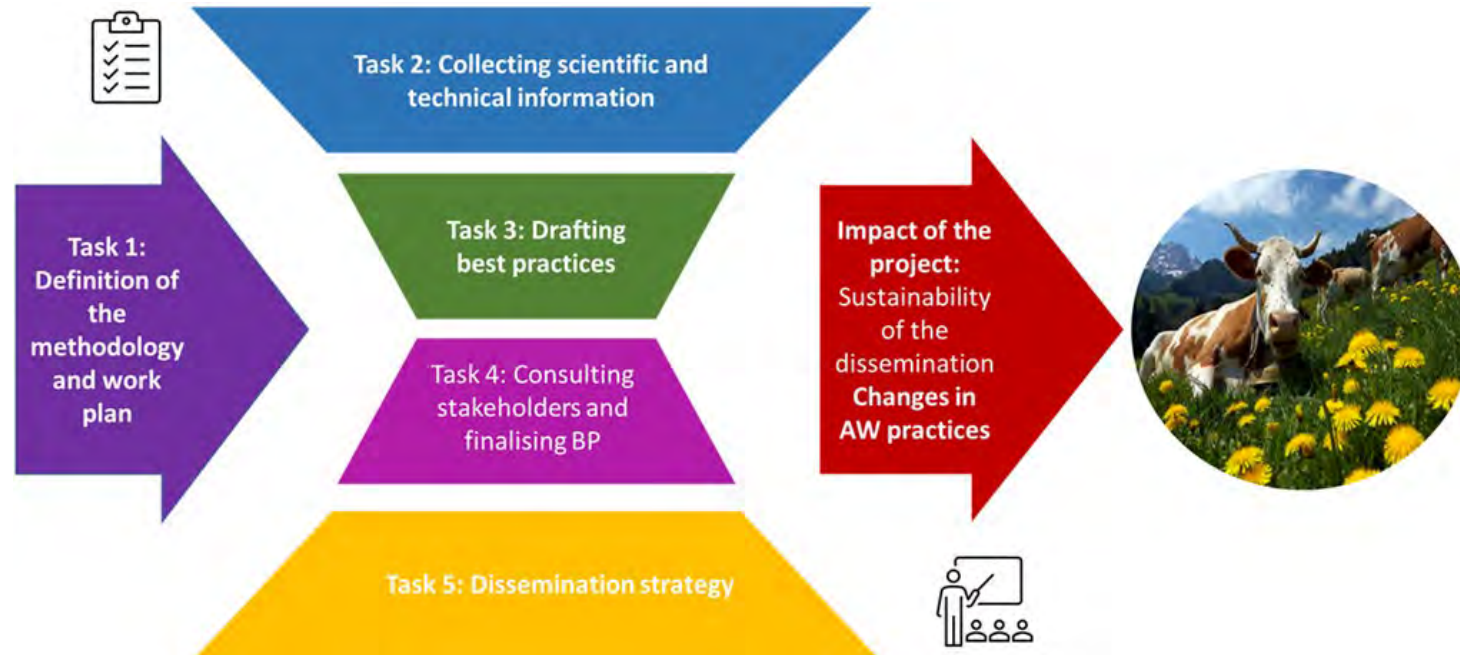 Task 1:
Definition of
the
methodology
and work
plan
Task 2: Collecting scientific and
technical information
Task 3: Drafting
best practices
Task 4: Consulting
stakeholders and
finalising BP
Task 5: Dissemination strategy
Impact of the
project:
Sustainability
of the
dissemination
Changes in
AW practices